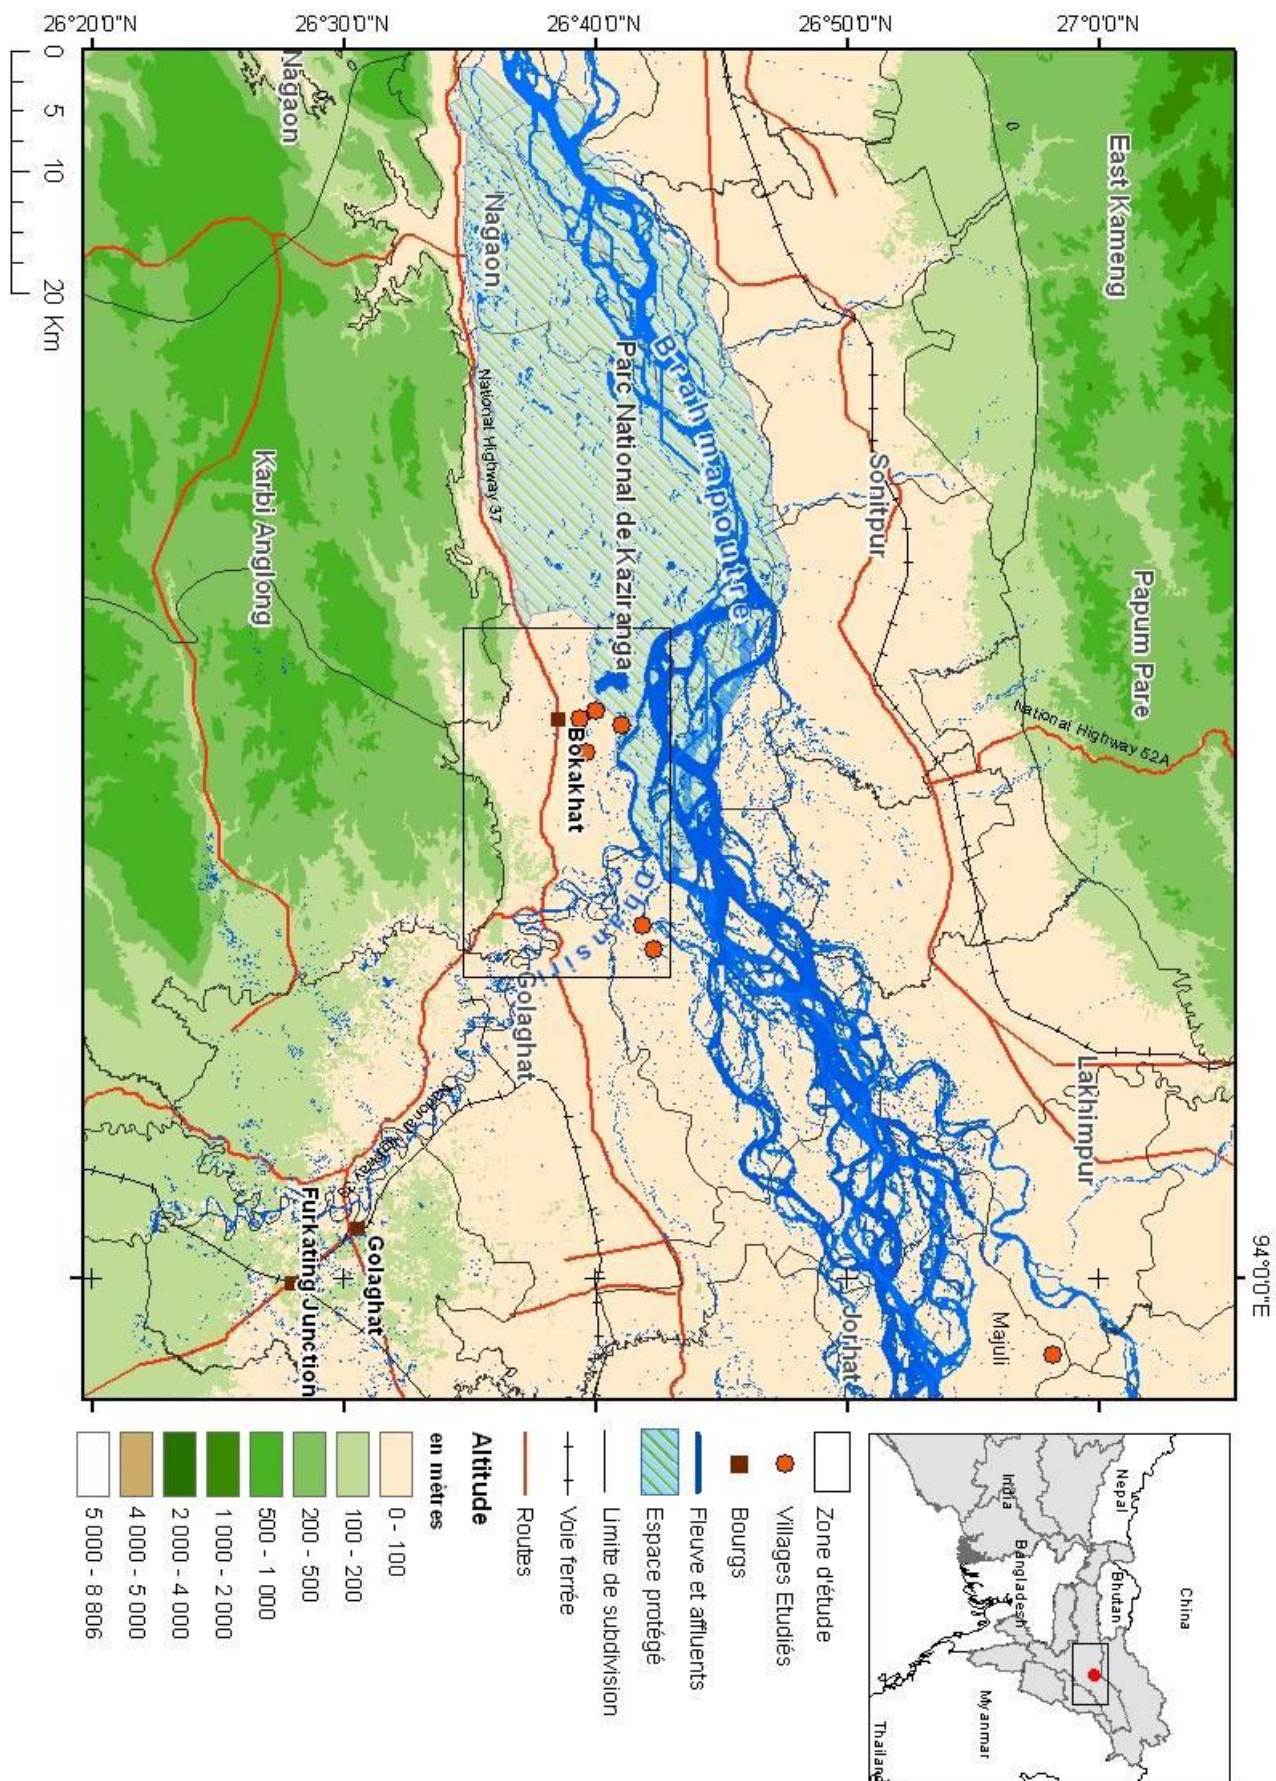 26°20'0"N
26°30'0"N
26°40'0"N
26°50'0"N
27°0'0"N
94°0'0"E
0 5 10 20 Km
East Kameng
Papum Pare
National Highway 52A
Sonitpur
Lakhimpur
Brahmapoutre
Parc National de Kaziranga
Majuli
Jorhat
Nagaon
Nagaon
National Highway 37
Bokakhat
Dhansiri
Golaghat
Karbi Anglong
National Highway
Golaghat
Furkating Junction
China
Nepal
Bhutan
India
Bangladesh
Myanmar
Thailand
Zone d'étude
Villages Etudiés
Bourgs
Fleuve et affluents
Espace protégé
Limite de subdivision
Voie ferrée
Routes
Altitude
en mètres
0 - 100
100 - 200
200 - 500
500 - 1 000
1 000 - 2 000
2 000 - 4 000
4 000 - 5 000
5 000 - 8 806